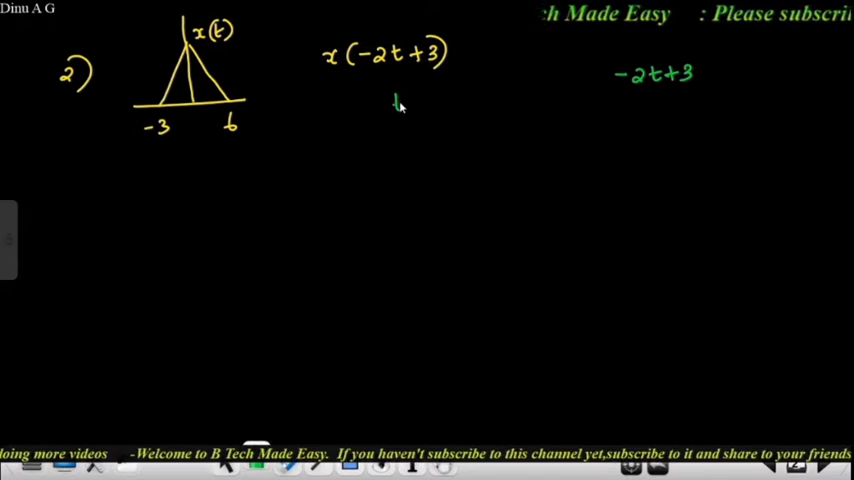 Dinu A G
ch Made Easy : Please subscri
2)
x(t)
x(-2t+3)
-2t+3
t
-3 6
doing more videos -Welcome to B Tech Made Easy. If you haven't subscribe to this channel yet,subscribe to it and share to your friends